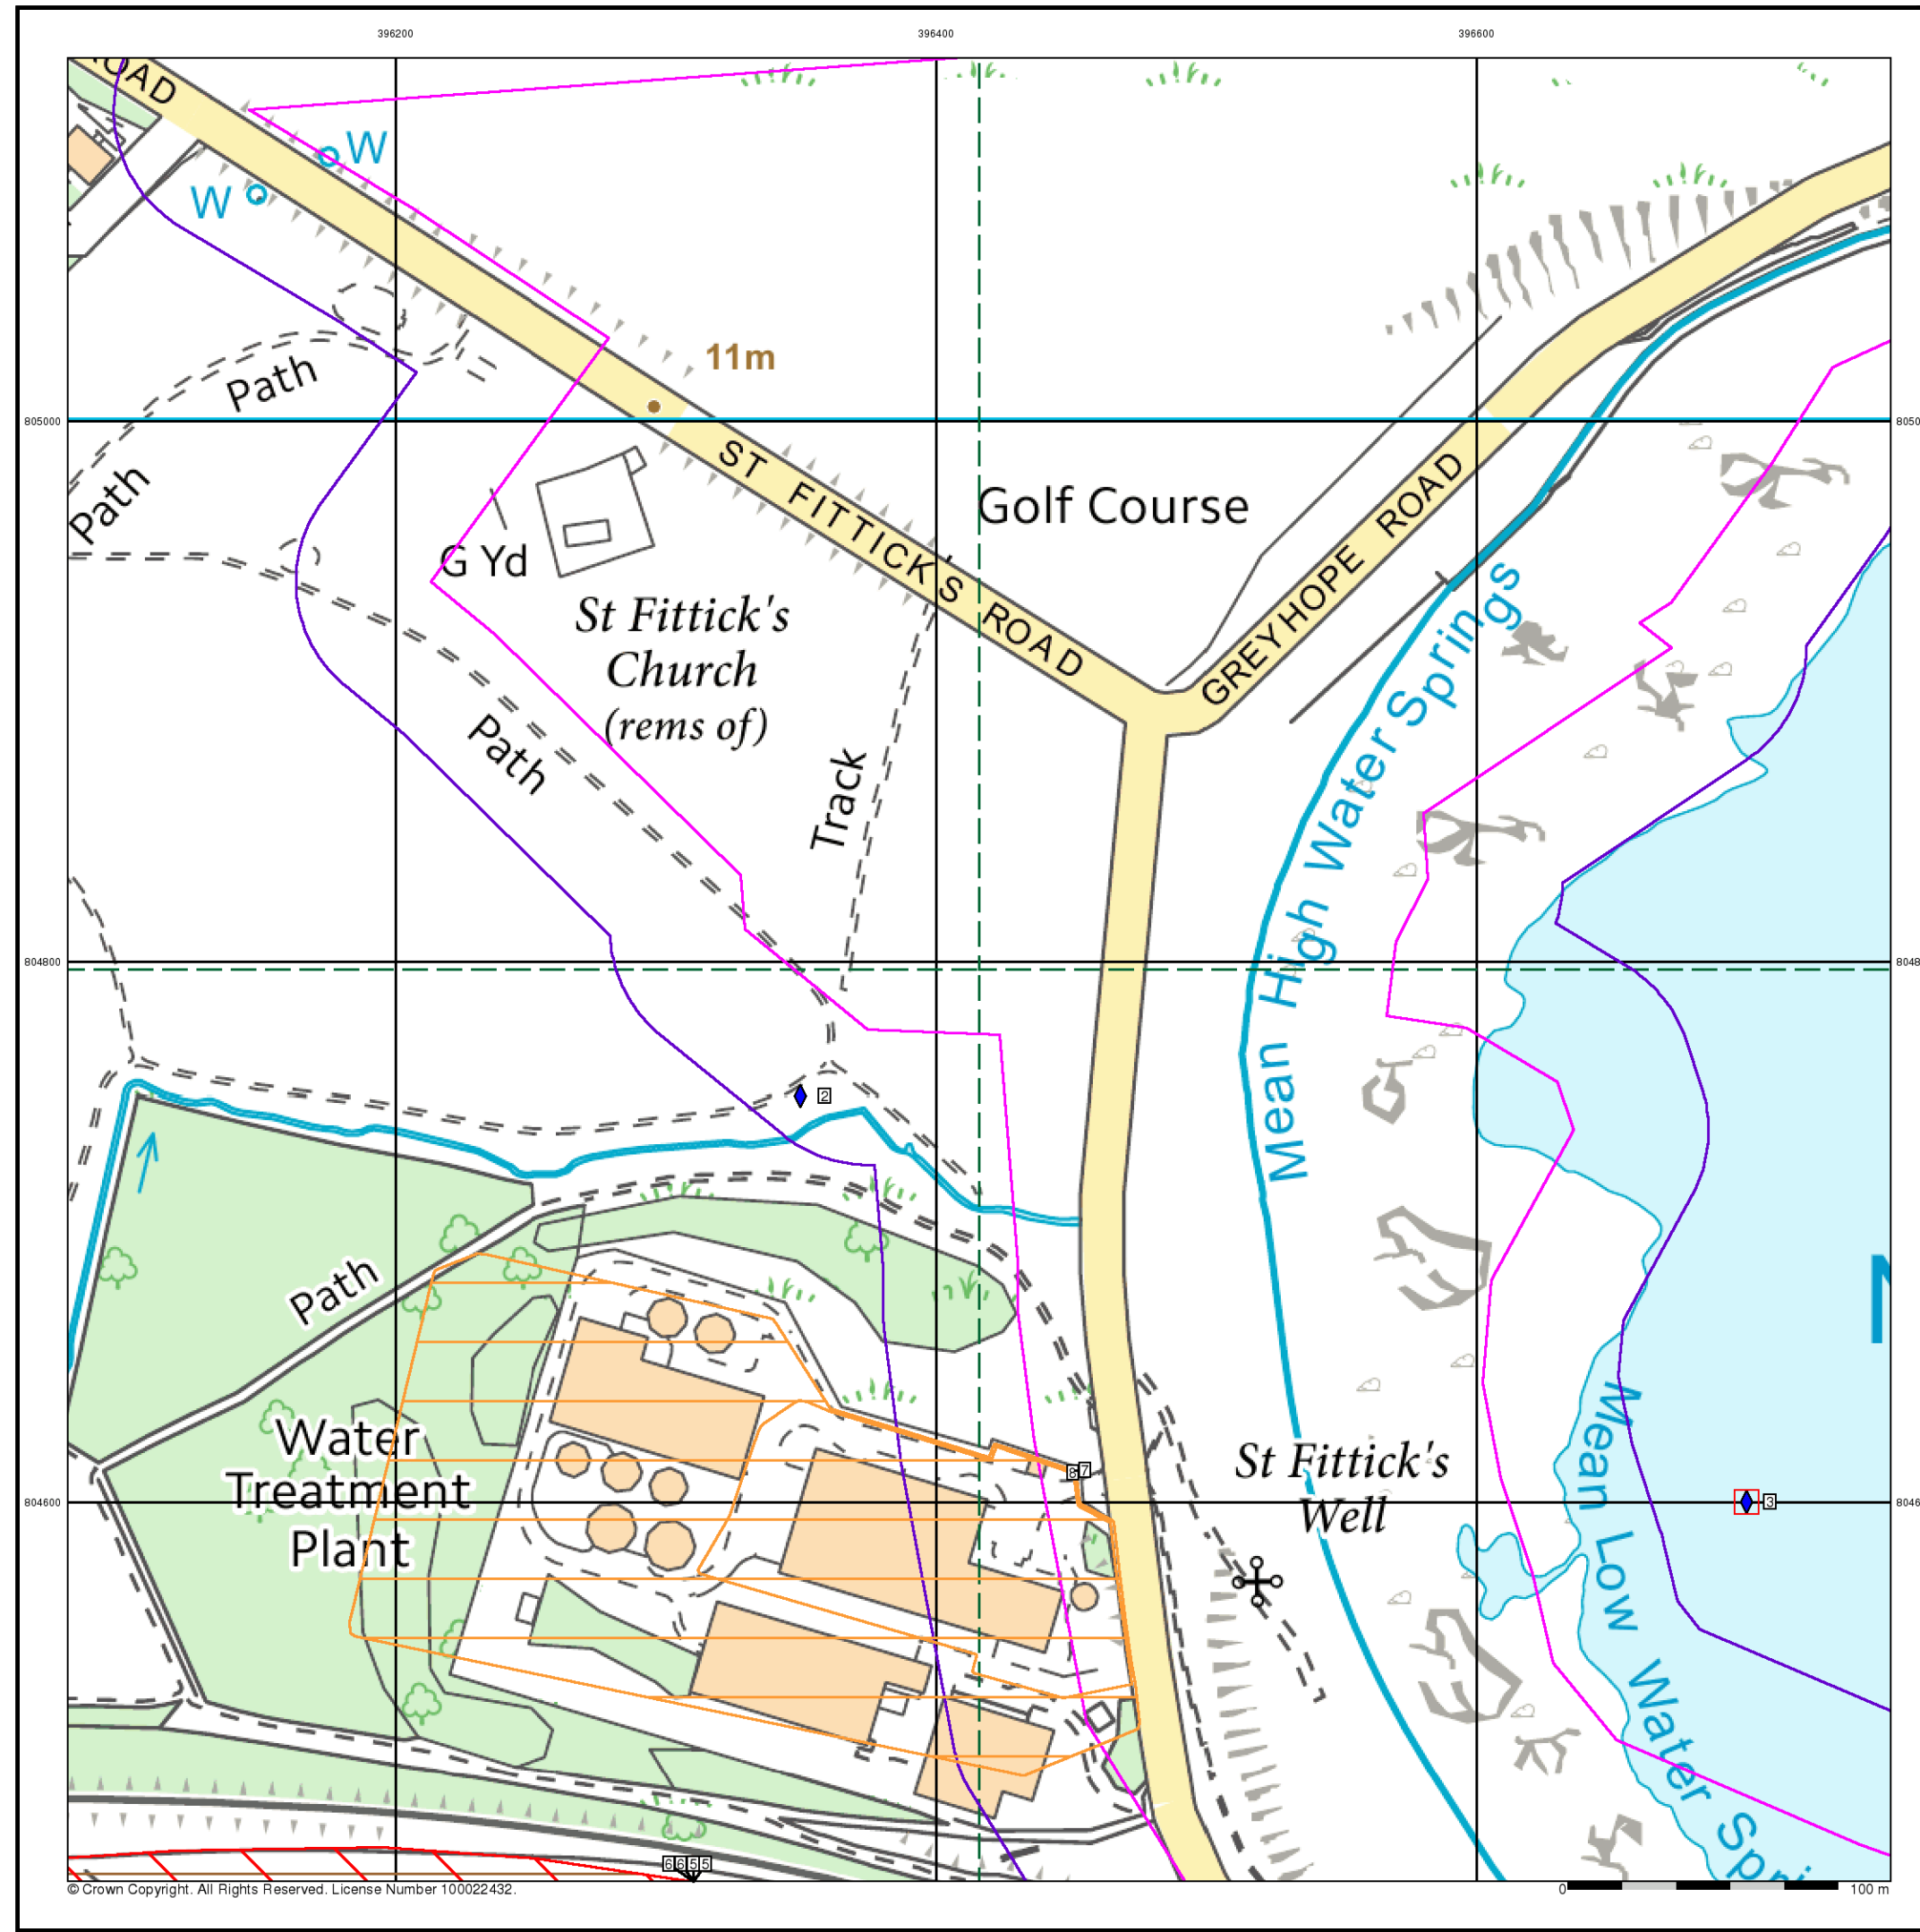 396200
396400
396600
ROAD
W
W
11m
Path
805000
ST FITTICK'S ROAD
Golf Course
GREYHOPE ROAD
Path
G Yd
St Fittick's
Church
(rems of)
Path
Track
Mean High Water Springs
804800
2
Path
Water
Treatment
Plant
St Fittick's
Well
8
7
804600
3
Mean Low Water Spri
6
6
5
5
© Crown Copyright. All Rights Reserved. License Number 100022432.
0
100 m